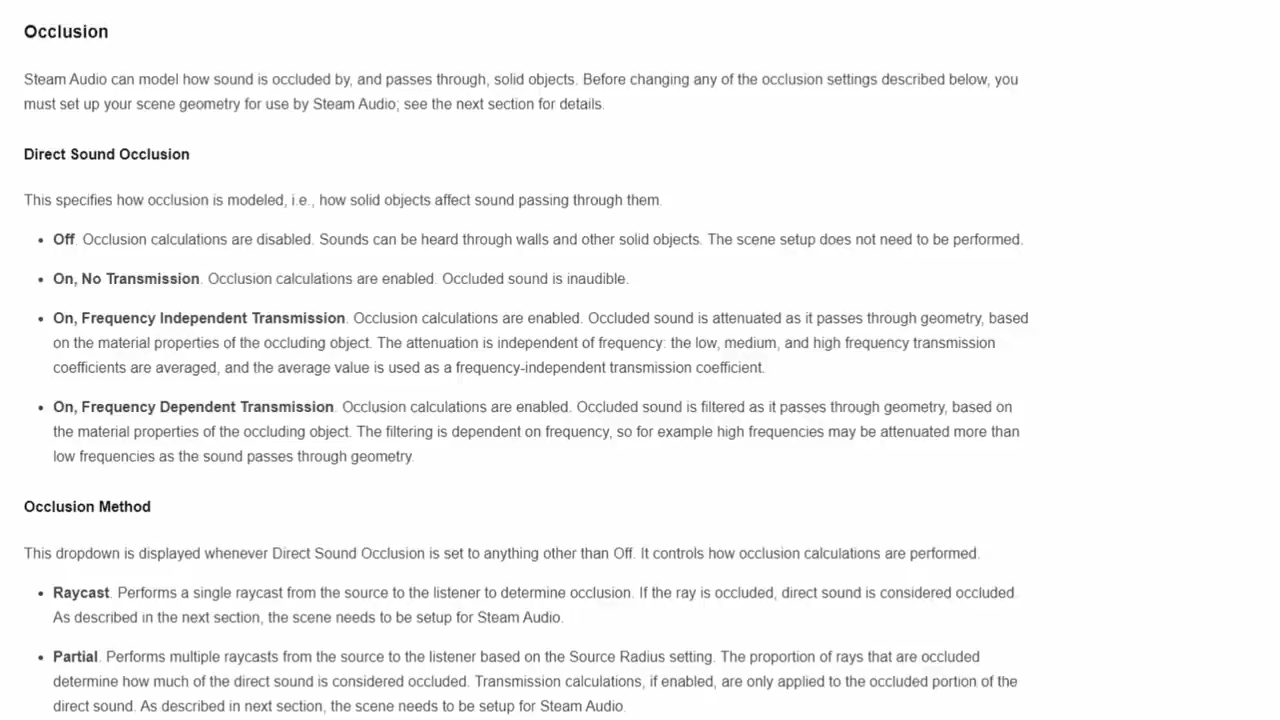 Occlusion
Steam Audio can model how sound is occluded by, and passes through, solid objects. Before changing any of the occlusion settings described below, you
must set up your scene geometry for use by Steam Audio; see the next section for details.
Direct Sound Occlusion
This specifies how occlusion is modeled, i.e., how solid objects affect sound passing through them.
• Off. Occlusion calculations are disabled. Sounds can be heard through walls and other solid objects. The scene setup does not need to be performed.
• On, No Transmission. Occlusion calculations are enabled. Occluded sound is inaudible.
• On, Frequency Independent Transmission. Occlusion calculations are enabled. Occluded sound is attenuated as it passes through geometry, based
on the material properties of the occluding object. The attenuation is independent of frequency: the low, medium, and high frequency transmission
coefficients are averaged, and the average value is used as a frequency-independent transmission coefficient.
• On, Frequency Dependent Transmission. Occlusion calculations are enabled. Occluded sound is filtered as it passes through geometry, based on
the material properties of the occluding object. The filtering is dependent on frequency, so for example high frequencies may be attenuated more than
low frequencies as the sound passes through geometry.
Occlusion Method
This dropdown is displayed whenever Direct Sound Occlusion is set to anything other than Off. It controls how occlusion calculations are performed.
• Raycast. Performs a single raycast from the source to the listener to determine occlusion. If the ray is occluded, direct sound is considered occluded.
As described in the next section, the scene needs to be setup for Steam Audio.
• Partial. Performs multiple raycasts from the source to the listener based on the Source Radius setting. The proportion of rays that are occluded
determine how much of the direct sound is considered occluded. Transmission calculations, if enabled, are only applied to the occluded portion of the
direct sound. As described in next section, the scene needs to be setup for Steam Audio.